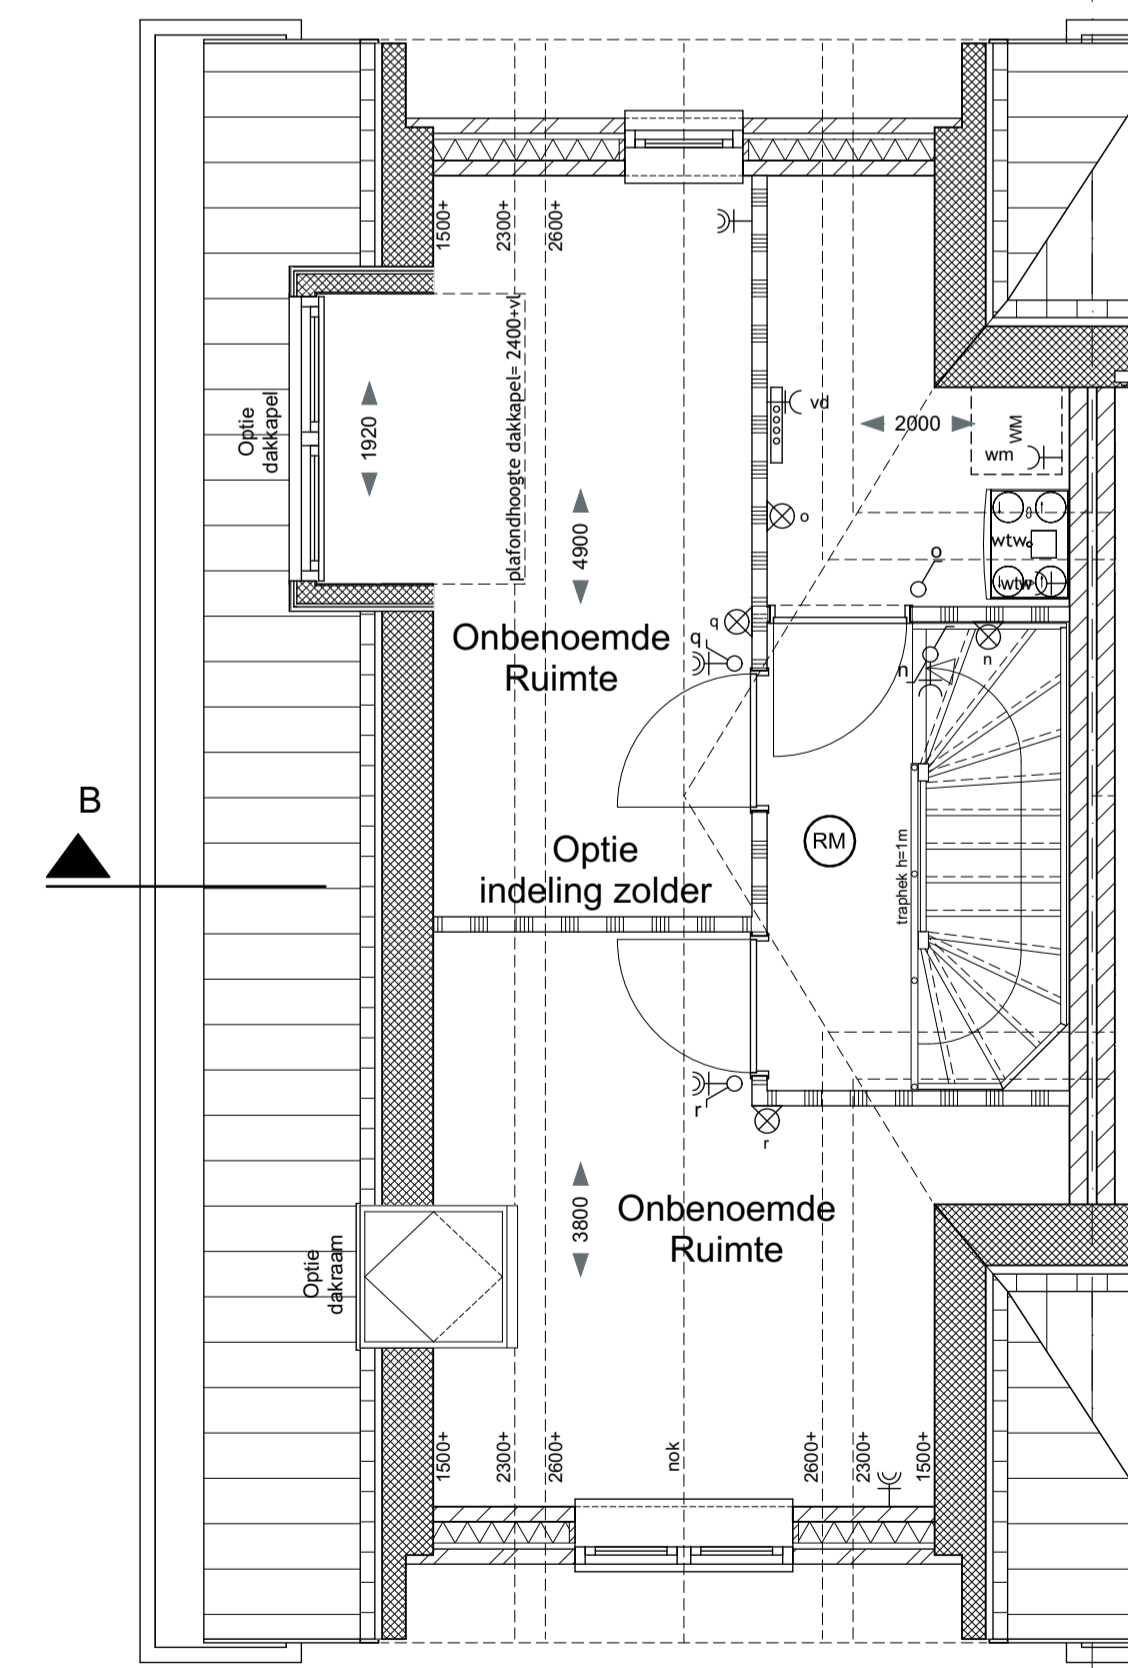 1500+
2300+
2600+
plafondhoogte dakkapel= 2400+vl
Optie
dakkapel
1920
4900
vd
2000
WM
wm
o
wtw
wtw
o
q
q
n
n
Onbenoemde
Ruimte
B
Optie
indeling zolder
RM
traphek h=1m
r
r
3800
Onbenoemde
Ruimte
Optie
dakraam
1500+
2300+
2600+
nok
2600+
2300+
1500+